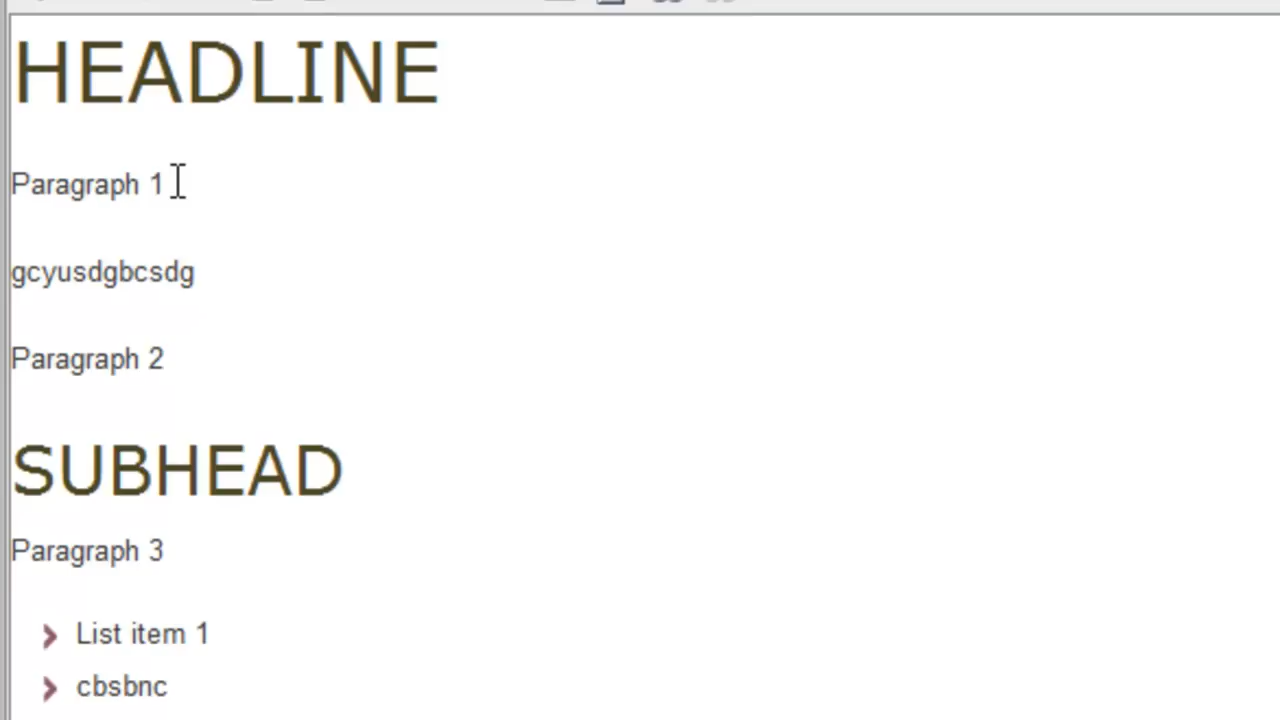 HEADLINE
Paragraph 1
gcyusdgbcsdg
Paragraph 2
SUBHEAD
Paragraph 3
List item 1
cbsbnc